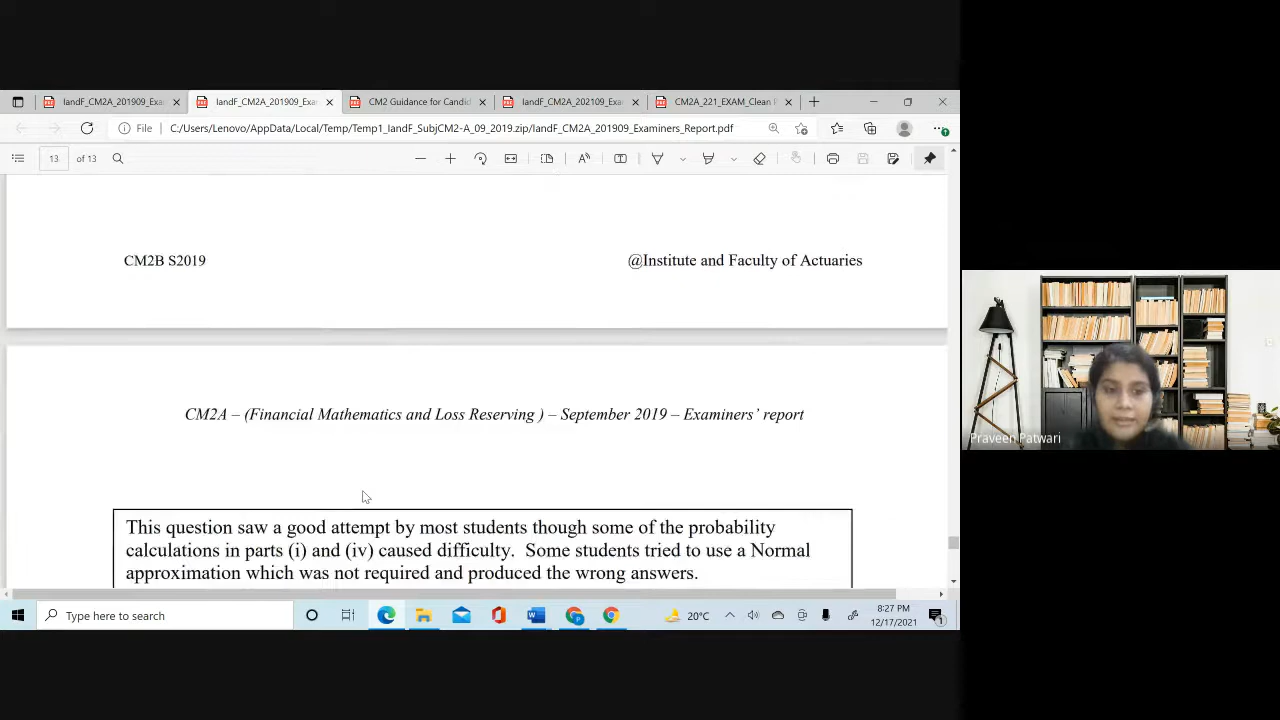 IandF_CM2A_201909_Exa
IandF_CM2A_201909_Exa
CM2 Guidance for Candid
IandF_CM2A_202109_Exa
CM2A_221_EXAM_Clean P
File
C:/Users/Lenovo/AppData/Local/Temp/Temp1_IandF_SubjCM2-A_09_2019.zip/IandF_CM2A_201909_Examiners_Report.pdf
13 of 13
CM2B S2019
@Institute and Faculty of Actuaries
CM2A – (Financial Mathematics and Loss Reserving ) – September 2019 – Examiners’ report
This question saw a good attempt by most students though some of the probability
calculations in parts (i) and (iv) caused difficulty. Some students tried to use a Normal
approximation which was not required and produced the wrong answers.
Praveen Patwari
Type here to search
20°C
8:27 PM
12/17/2021
1